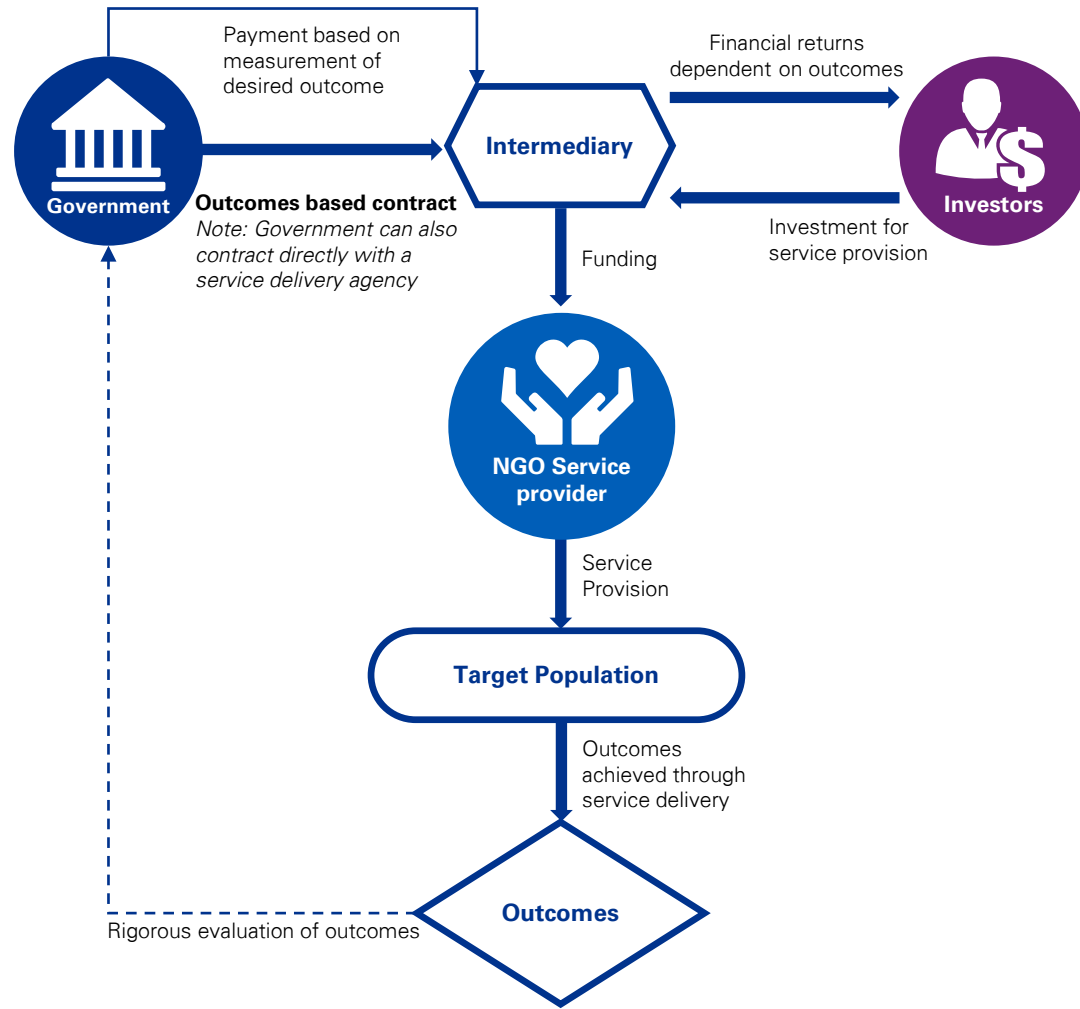 Payment based on
measurement of
desired outcome
Financial returns
dependent on outcomes
Intermediary
Government
Investors
Outcomes based contract
Note: Government can also
contract directly with a
service delivery agency
Investment for
service provision
Funding
NGO Service
provider
Service
Provision
Target Population
Outcomes
achieved through
service delivery
Outcomes
Rigorous evaluation of outcomes